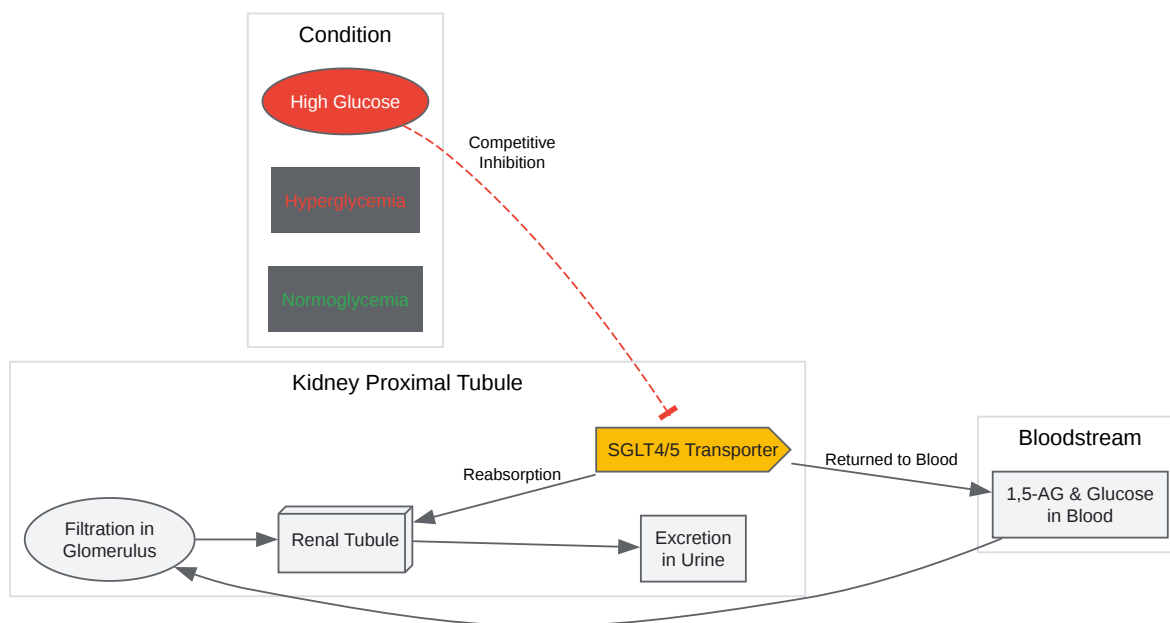 Condition
High Glucose
Competitive
Inhibition
Hyperglycemia
Normoglycemia
Kidney Proximal Tubule
SGLT4/5 Transporter
Reabsorption
Returned to Blood
Bloodstream
1,5-AG & Glucose
in Blood
Filtration in
Glomerulus
Renal Tubule
Excretion
in Urine